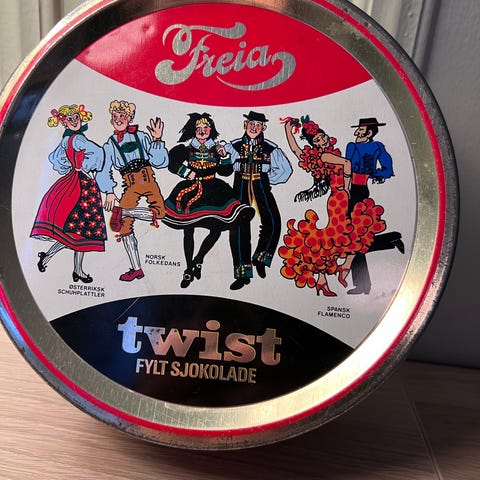 Freia
ØSTERRIKSK
SCHUHPLATTLER
NORSK
FOLKEDANS
SPANSK
FLAMENCO
twist
FYLT SJOKOLADE